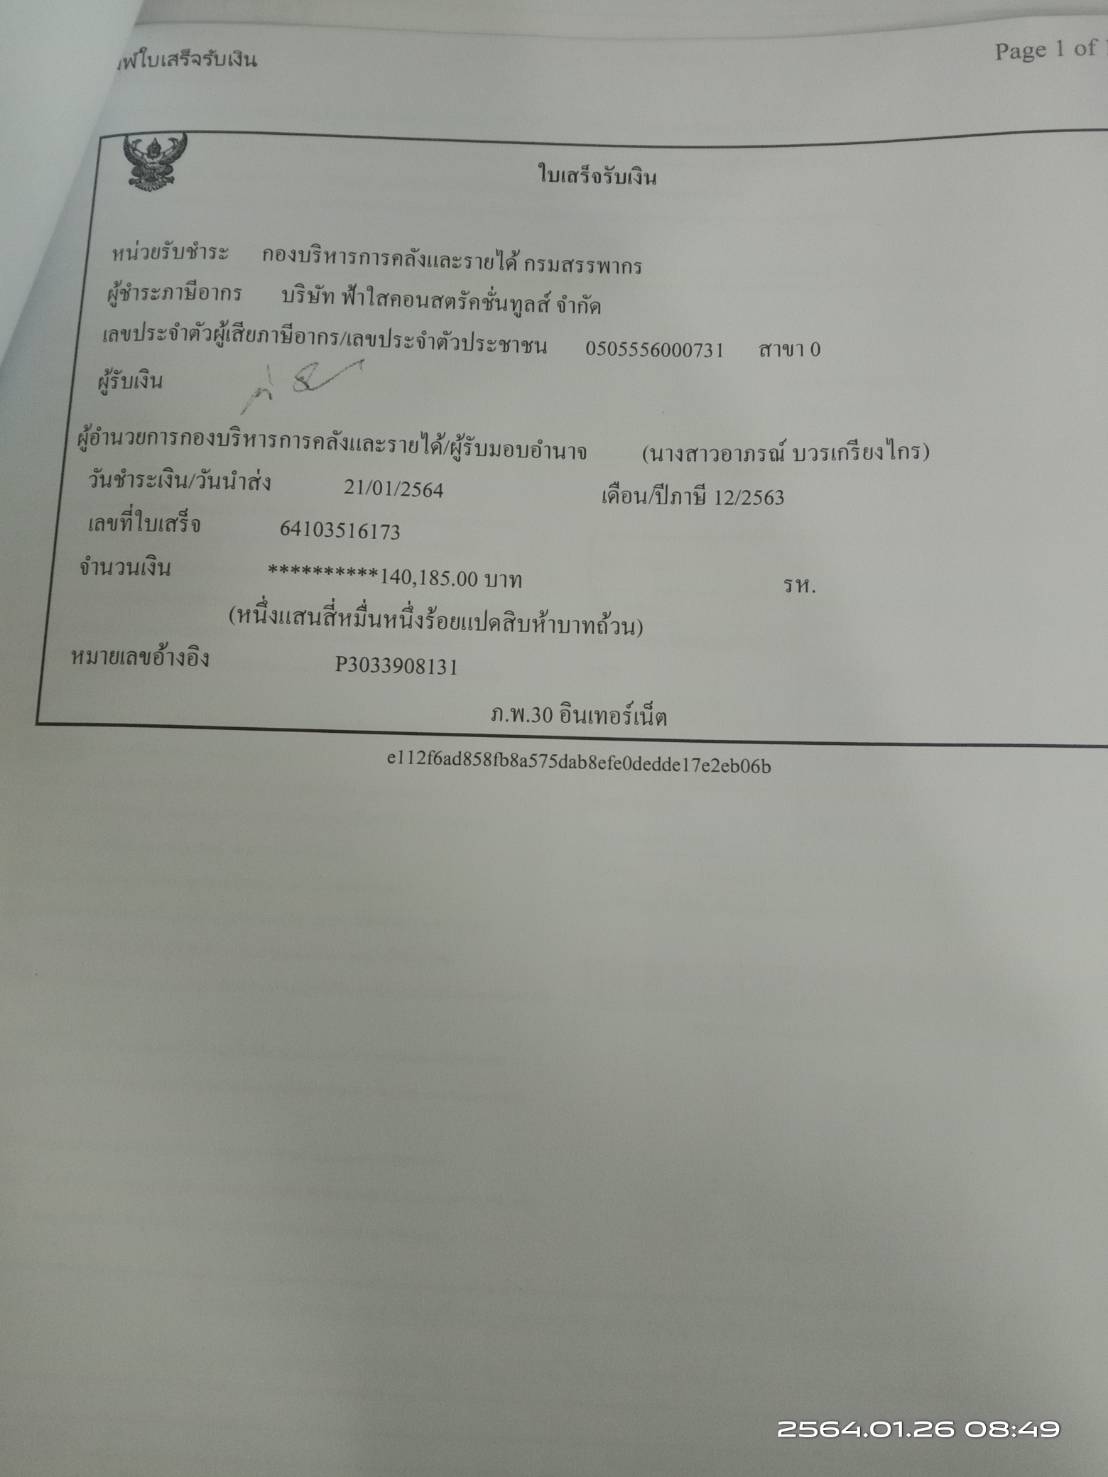 พ์ใบเสร็จรับเงิน Page 1 of
ใบเสร็จรับเงิน
หน่วยรับชำระ กองบริหารการคลังและรายได้ กรมสรรพากร
ผู้ชำระภาษีอากร บริษัท ฟ้าใสคอนสตรัคชั่นทูลส์ จำกัด
เลขประจำตัวผู้เสียภาษีอากร/เลขประจำตัวประชาชน 0505556000731 สาขา 0
ผู้รับเงิน
ผู้อำนวยการกองบริหารการคลังและรายได้/ผู้รับมอบอำนาจ (นางสาวอาภรณ์ บวรเกรียงไกร)
วันชำระเงิน/วันนำส่ง 21/01/2564 เดือน/ปีภาษี 12/2563
เลขที่ใบเสร็จ 64103516173
จำนวนเงิน **********140,185.00 บาท รห.
(หนึ่งแสนสี่หมื่นหนึ่งร้อยแปดสิบห้าบาทถ้วน)
หมายเลขอ้างอิง P3033908131
ภ.พ.30 อินเทอร์เน็ต
e112f6ad858fb8a575dab8efe0dedde17e2eb06b
2564.01.26 08:49